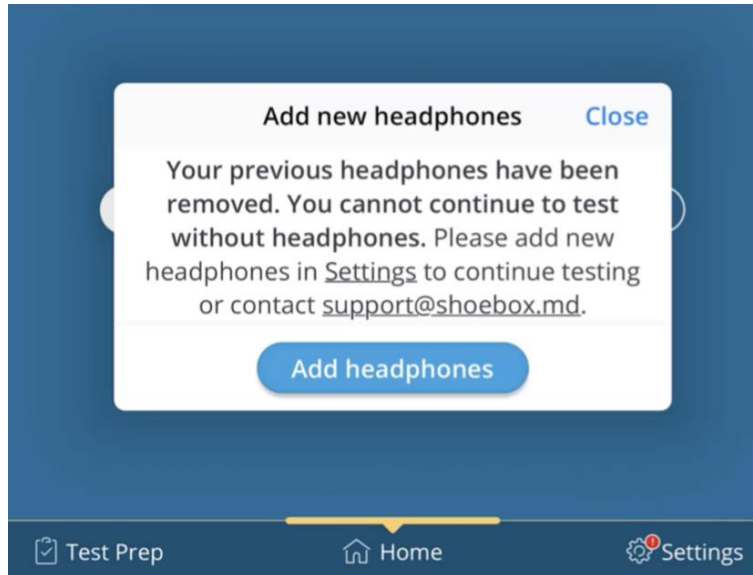 Add new headphones
Close
Your previous headphones have been
removed. You cannot continue to test
without headphones. Please add new
headphones in Settings to continue testing
or contact support@shoebox.md.
Add headphones
Test Prep
Home
Settings